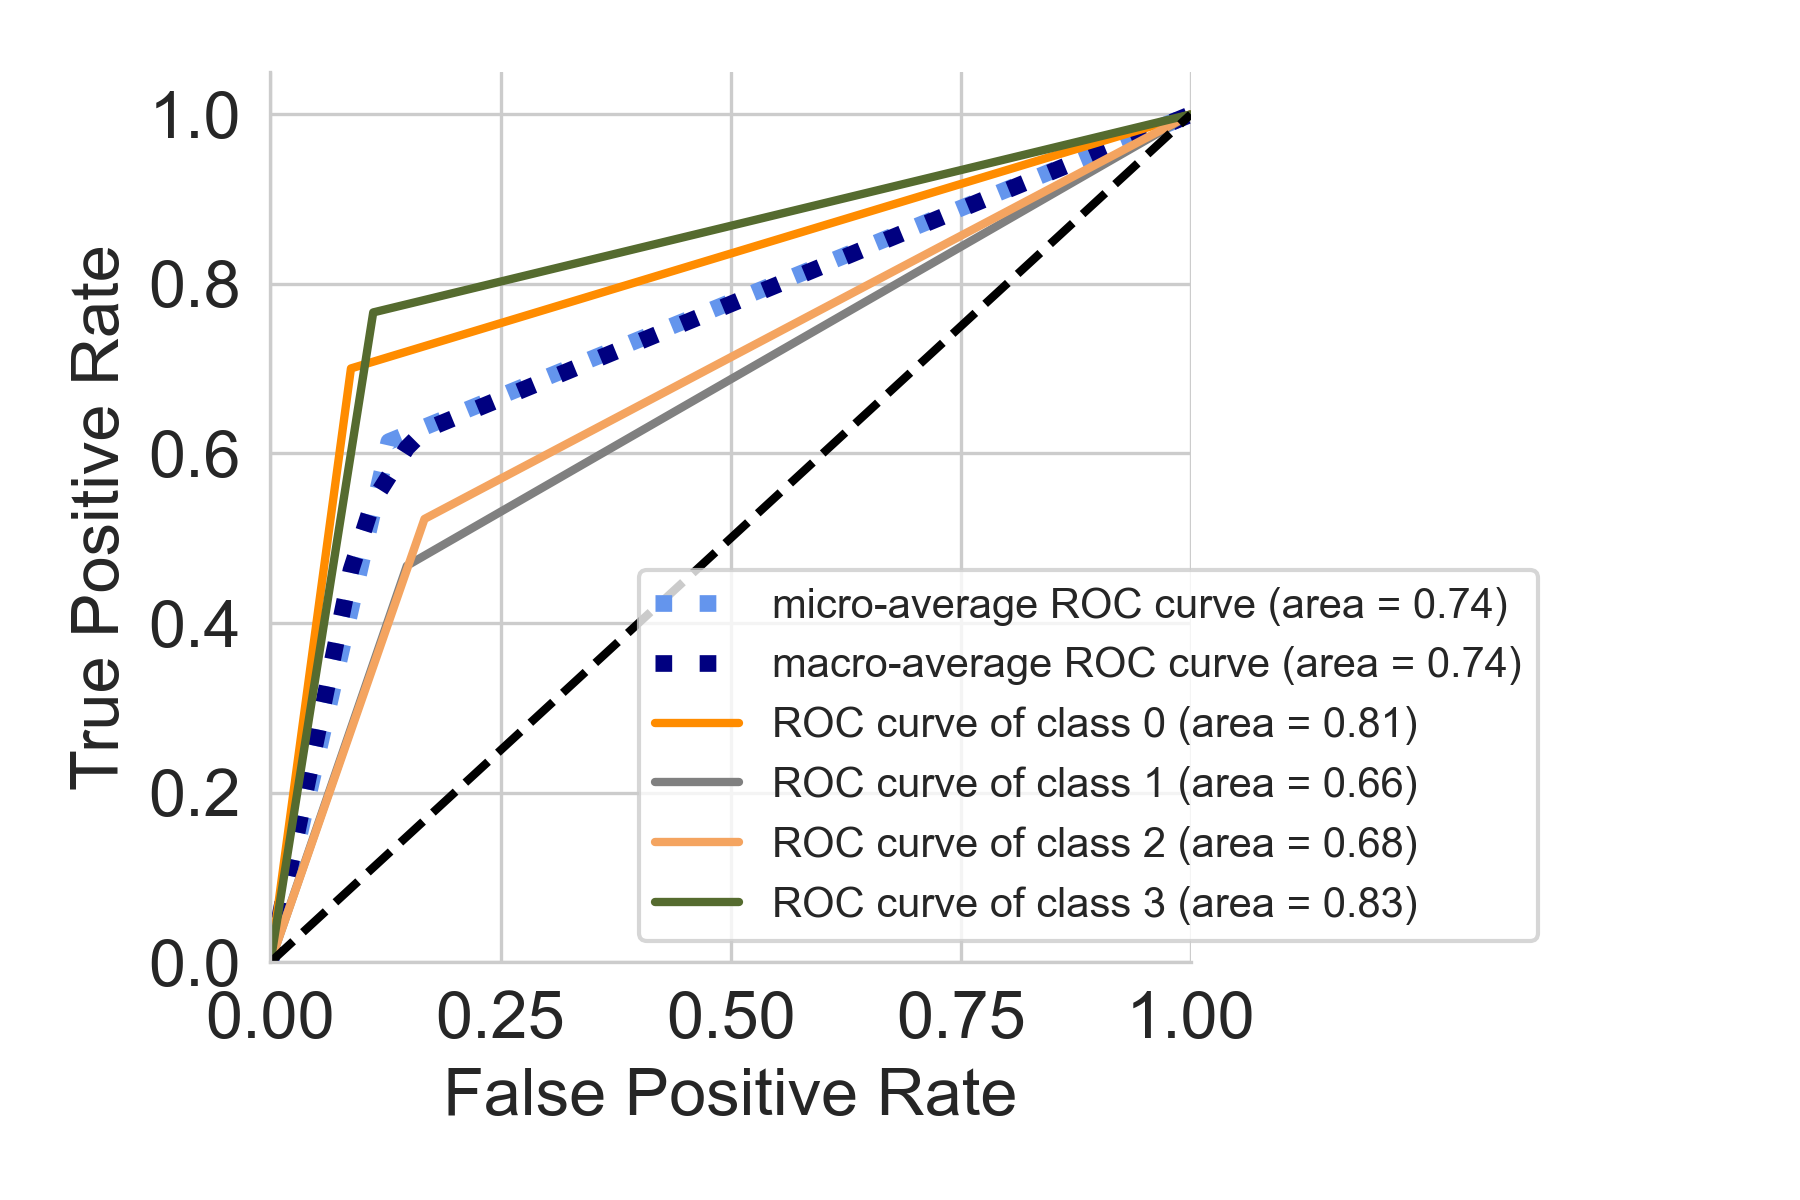 True Positive Rate
1.0
0.8
0.6
0.4
0.2
0.0
micro-average ROC curve (area = 0.74)
macro-average ROC curve (area = 0.74)
ROC curve of class 0 (area = 0.81)
ROC curve of class 1 (area = 0.66)
ROC curve of class 2 (area = 0.68)
ROC curve of class 3 (area = 0.83)
0.00 0.25 0.50 0.75 1.00
False Positive Rate